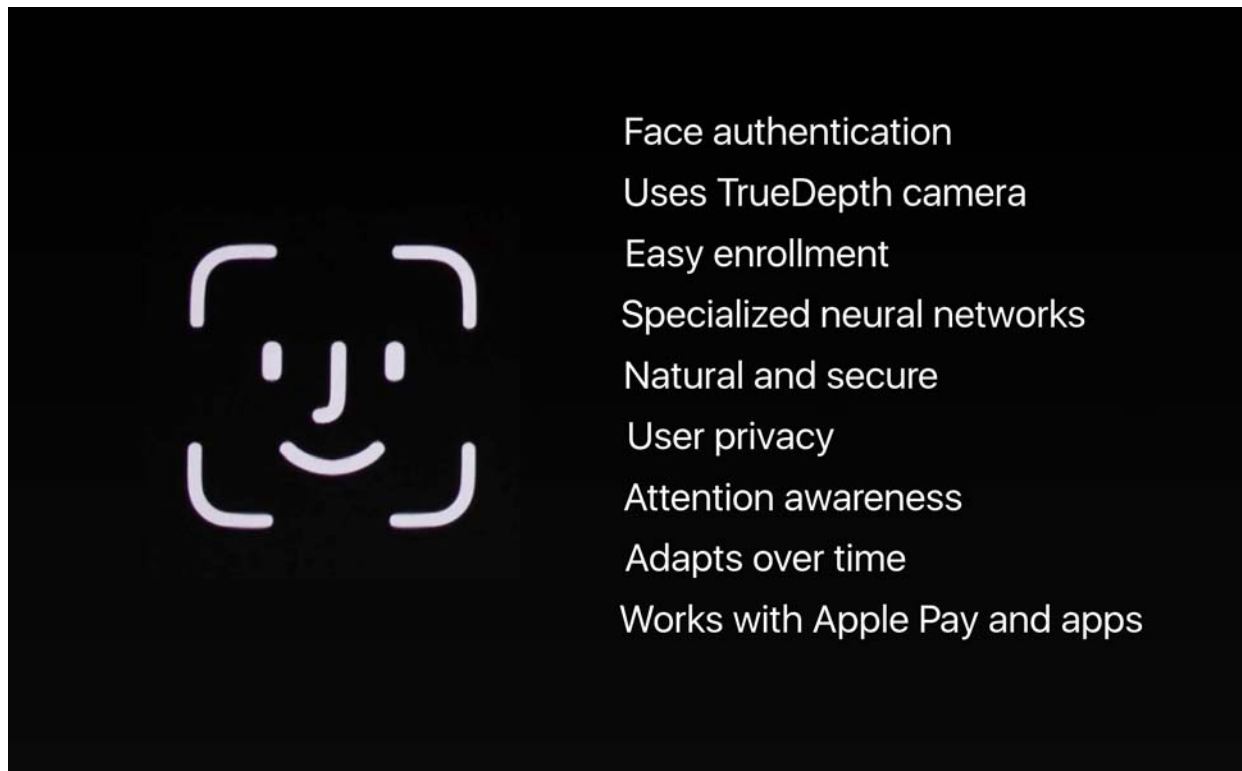 Face authentication
Uses TrueDepth camera
Easy enrollment
Specialized neural networks
Natural and secure
User privacy
Attention awareness
Adapts over time
Works with Apple Pay and apps